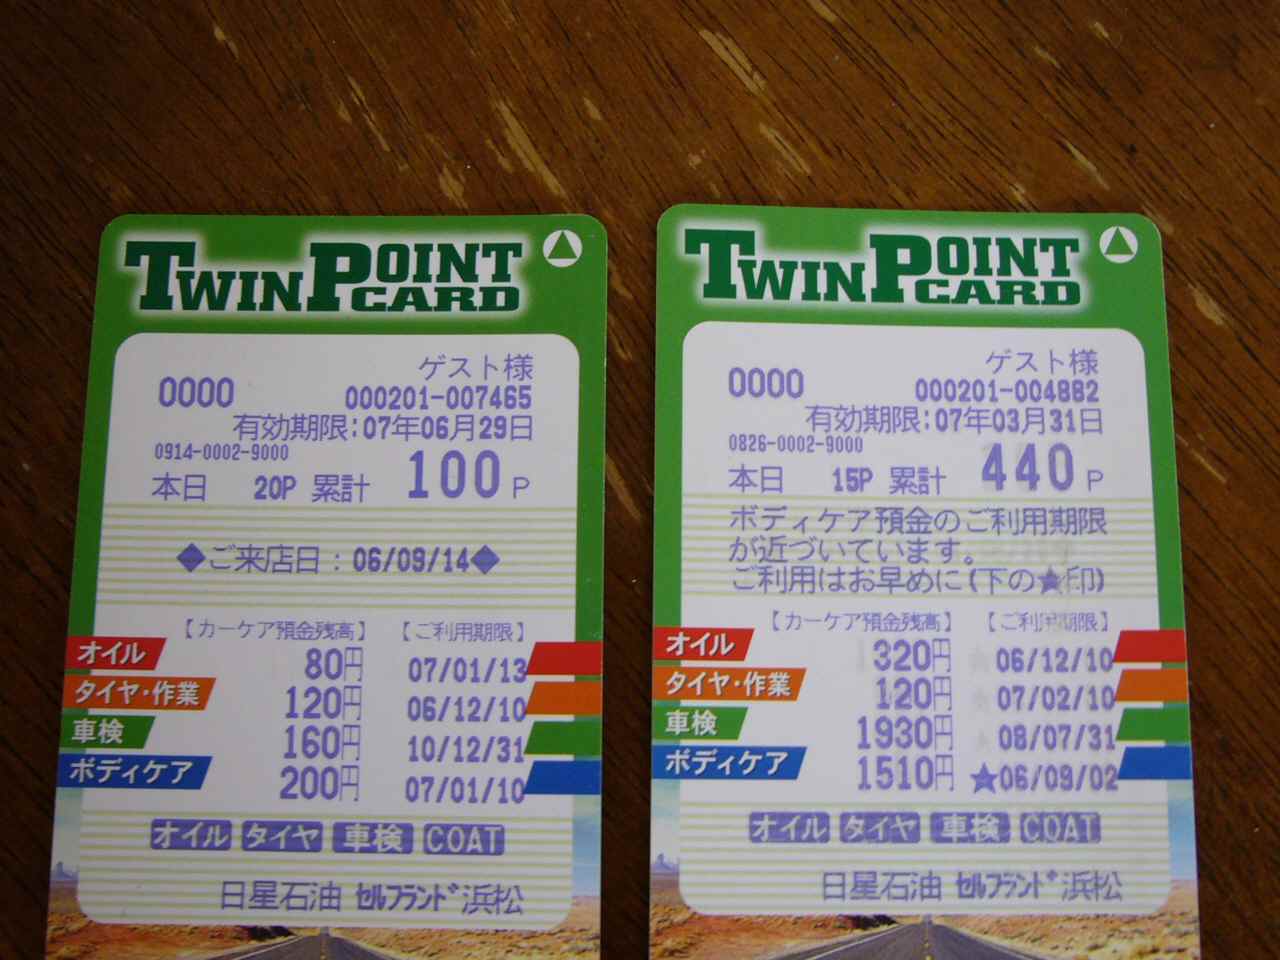 TWIN POINT CARD
ゲスト様
0000 000201-007465
有効期限:07年06月29日
0914-0002-9000
本日 20P 累計 100 P
◆ご来店日:06/09/14◆
【カーケア預金残高】 【ご利用期限】
オイル 80円 07/01/13
タイヤ・作業 120円 06/12/10
車検 160円 10/12/31
ボディケア 200円 07/01/10
オイル タイヤ 車検 COAT
日星石油 セルフランド浜松
TWIN POINT CARD
ゲスト様
0000 000201-004882
有効期限:07年03月31日
0826-0002-9000
本日 15P 累計 440 P
ボディケア預金のご利用期限
が近づいています。
ご利用はお早めに(下の★印)
【カーケア預金残高】 【ご利用期限】
オイル 320円 06/12/10
タイヤ・作業 120円 07/02/10
車検 1930円 08/07/31
ボディケア 1510円 ★06/09/02
オイル タイヤ 車検 COAT
日星石油 セルフランド浜松